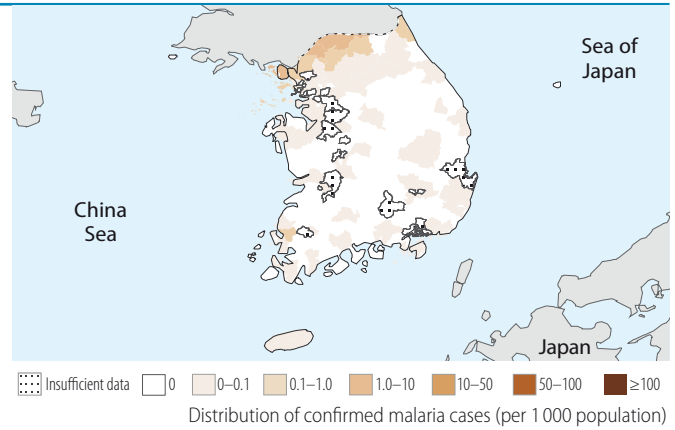 Sea of
Japan
China
Sea
Japan
Insufficient data 0 0–0.1 0.1–1.0 1.0–10 10–50 50–100 ≥100
Distribution of confirmed malaria cases (per 1 000 population)